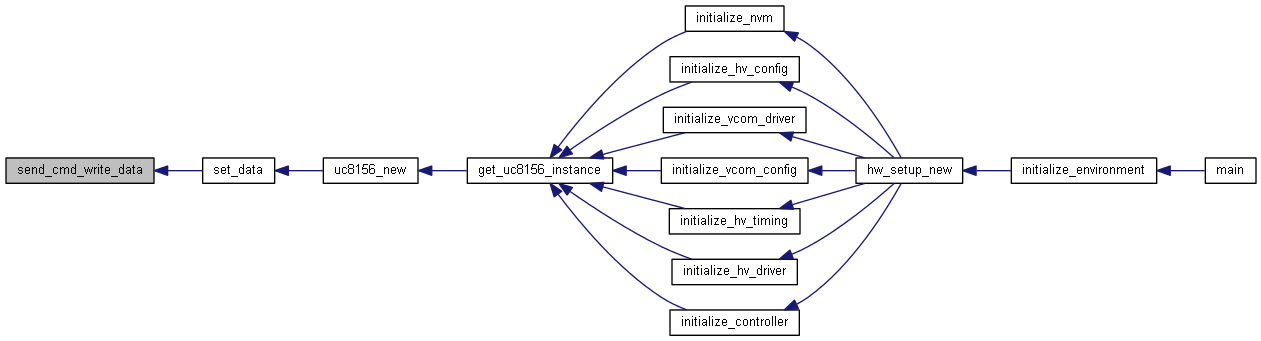 send_cmd_write_data
set_data
uc8156_new
get_uc8156_instance
initialize_nvm
initialize_hv_config
initialize_vcom_driver
initialize_vcom_config
initialize_hv_timing
initialize_hv_driver
initialize_controller
hw_setup_new
initialize_environment
main